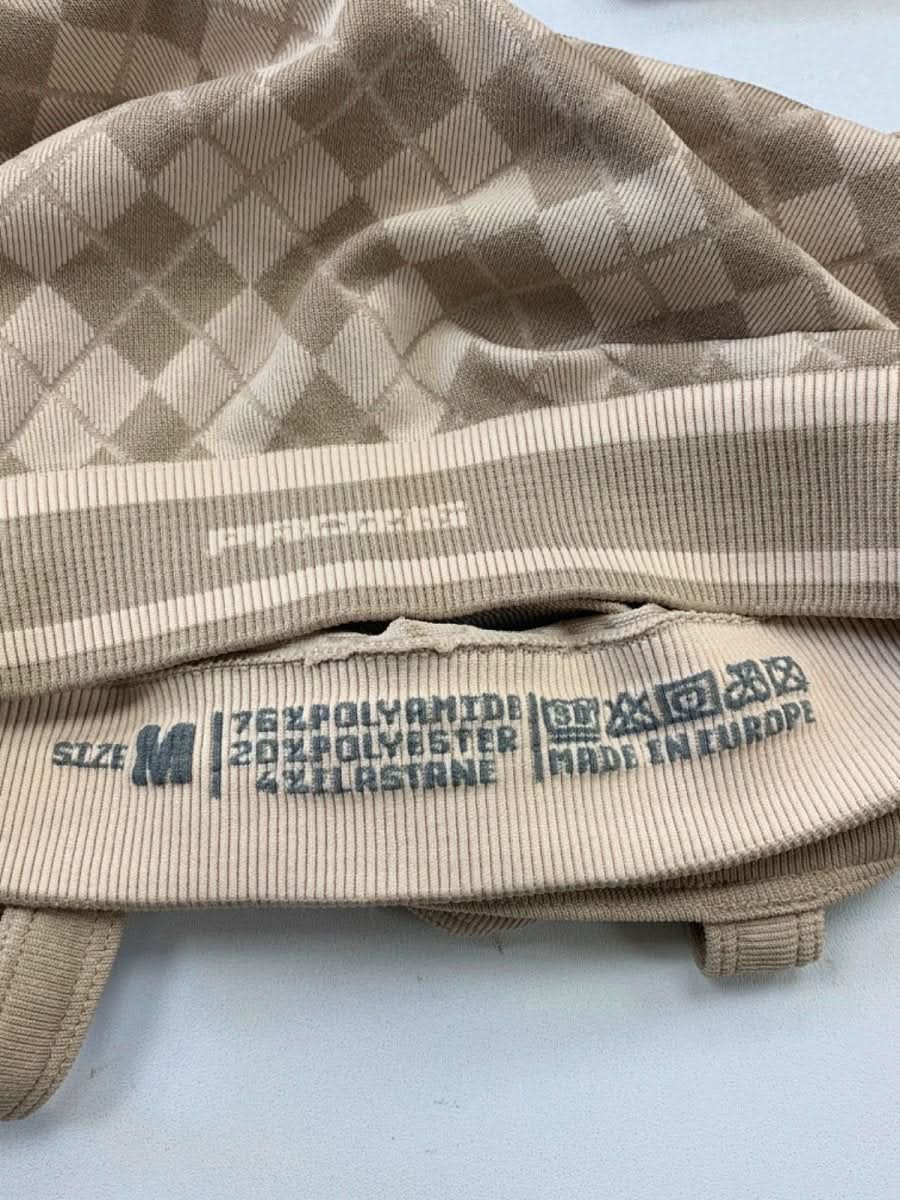 SIZE M
76%POLYAMIDE
20%POLYESTER
4%ELASTANE
MADE IN EUROPE